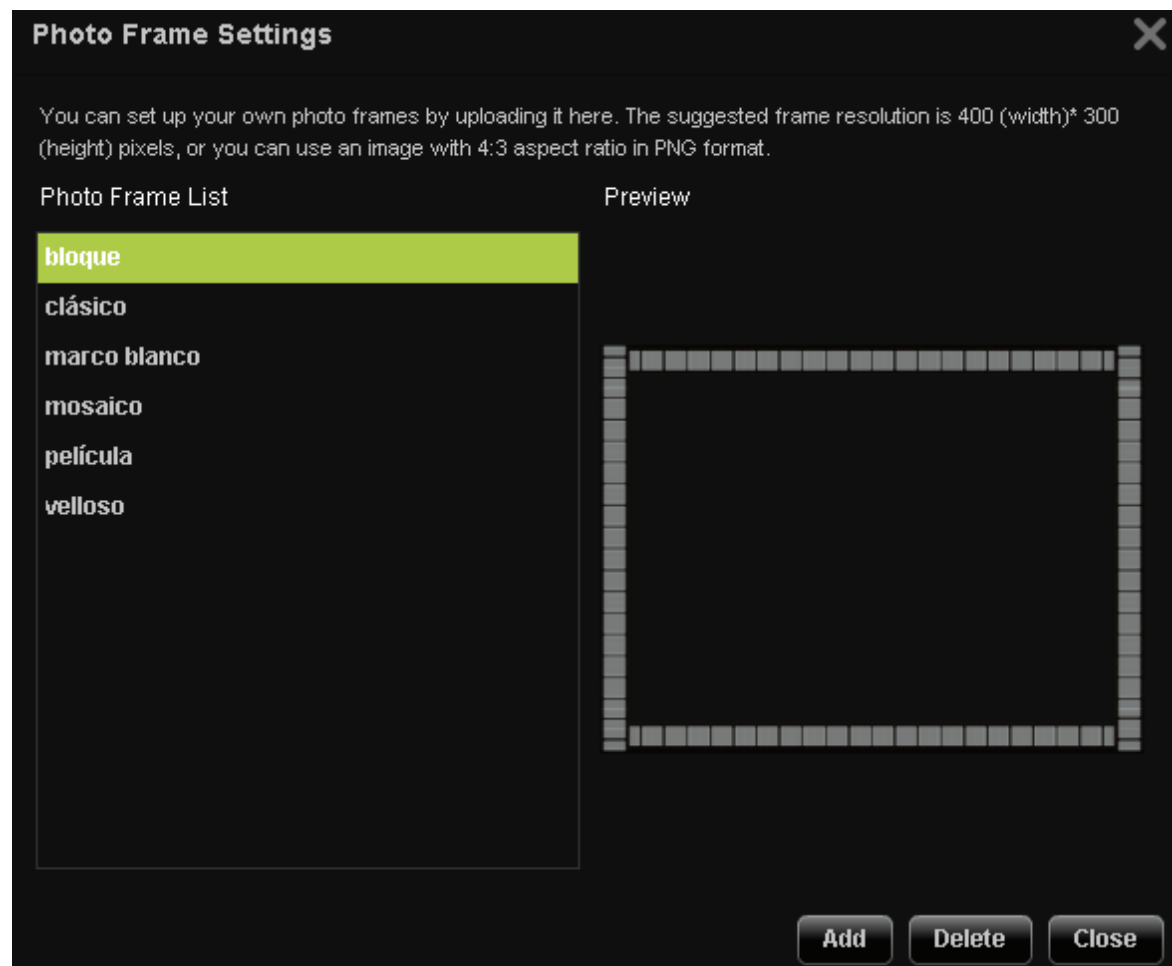 Photo Frame Settings
You can set up your own photo frames by uploading it here. The suggested frame resolution is 400 (width)* 300
(height) pixels, or you can use an image with 4:3 aspect ratio in PNG format.
Photo Frame List
Preview
bloque
clásico
marco blanco
mosaico
película
velloso
Add
Delete
Close